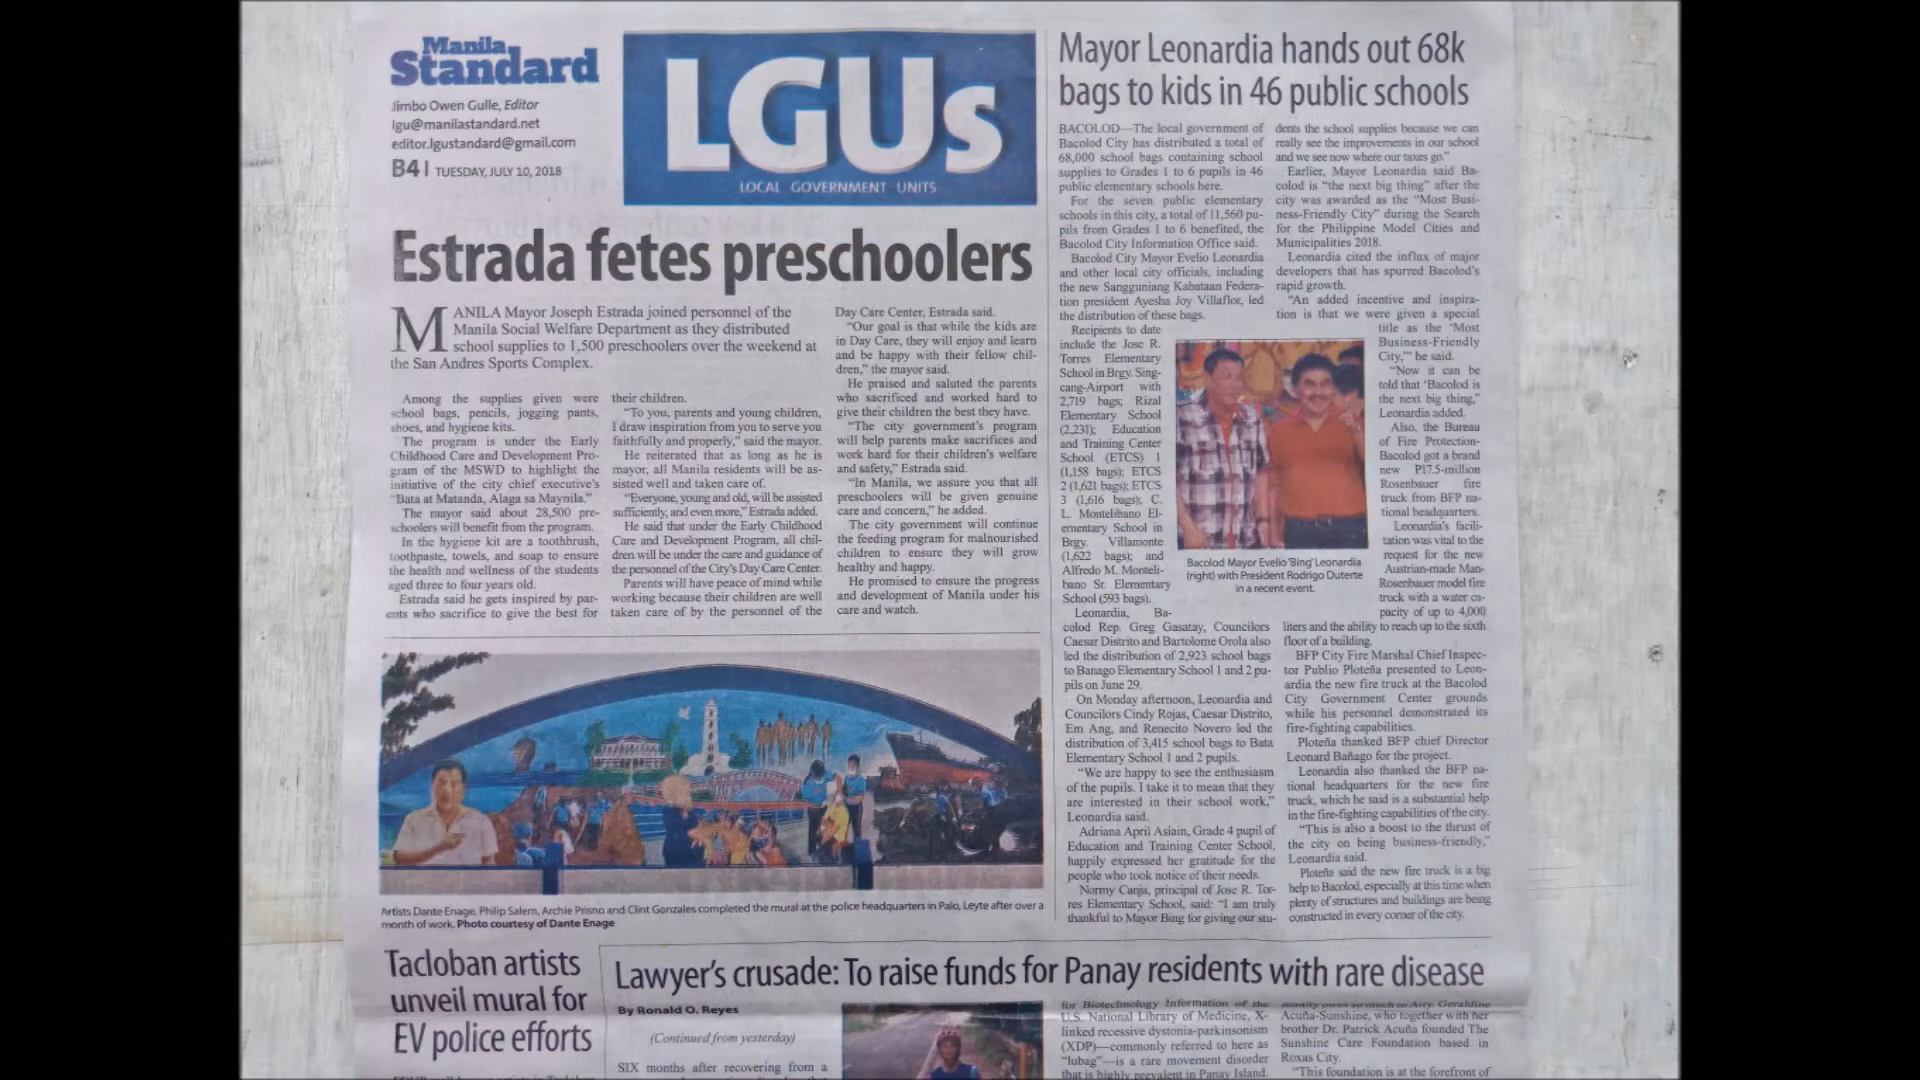 Manila
Standard
Jimbo Owen Gulle, Editor
lgu@manilastandard.net
editor.lgustandard@gmail.com
B4 | TUESDAY, JULY 10, 2018
LGUs
LOCAL GOVERNMENT UNITS
Estrada fetes preschoolers
MANILA Mayor Joseph Estrada joined personnel of the
Manila Social Welfare Department as they distributed
school supplies to 1,500 preschoolers over the weekend at
the San Andres Sports Complex.
Among the supplies given were
school bags, pencils, jogging pants,
shoes, and hygiene kits.
The program is under the Early
Childhood Care and Development Pro-
gram of the MSWD to highlight the
initiative of the city chief executive's
"Bata at Matanda, Alaga sa Maynila."
The mayor said about 28,500 pre-
schoolers will benefit from the program.
In the hygiene kit are a toothbrush,
toothpaste, towels, and soap to ensure
the health and wellness of the students
aged three to four years old.
Estrada said he gets inspired by par-
ents who sacrifice to give the best for
their children.
"To you, parents and young children,
I draw inspiration from you to serve you
faithfully and properly," said the mayor.
He reiterated that as long as he is
mayor, all Manila residents will be as-
sisted well and taken care of.
"Everyone, young and old, will be assisted
sufficiently, and even more," Estrada added.
He said that under the Early Childhood
Care and Development Program, all chil-
dren will be under the care and guidance of
the personnel of the City's Day Care Center.
Parents will have peace of mind while
working because their children are well
taken care of by the personnel of the
Day Care Center, Estrada said.
"Our goal is that while the kids are
in Day Care, they will enjoy and learn
and be happy with their fellow chil-
dren," the mayor said.
He praised and saluted the parents
who sacrificed and worked hard to
give their children the best they have.
"The city government's program
will help parents make sacrifices and
work hard for their children's welfare
and safety," Estrada said.
"In Manila, we assure you that all
preschoolers will be given genuine
care and concern," he added.
The city government will continue
the feeding program for malnourished
children to ensure they will grow
healthy and happy.
He promised to ensure the progress
and development of Manila under his
care and watch.
Artists Dante Enage, Philip Salem, Archie Prisno and Clint Gonzales completed the mural at the police headquarters in Palo, Leyte after over a
month of work. Photo courtesy of Dante Enage
Mayor Leonardia hands out 68k
bags to kids in 46 public schools
BACOLOD—The local government of
Bacolod City has distributed a total of
68,000 school bags containing school
supplies to Grades 1 to 6 pupils in 46
public elementary schools here.
For the seven public elementary
schools in this city, a total of 11,560 pu-
pils from Grades 1 to 6 benefited, the
Bacolod City Information Office said.
Bacolod City Mayor Evelio Leonardia
and other local city officials, including
the new Sangguniang Kabataan Federa-
tion president Ayesha Joy Villaflor, led
the distribution of these bags.
Recipients to date
include the Jose R.
Torres Elementary
School in Brgy. Sing-
cang-Airport with
2,719 bags; Rizal
Elementary School
(2,231); Education
and Training Center
School (ETCS) 1
(1,158 bags); ETCS
2 (1,621 bags); ETCS
3 (1,616 bags); C.
L. Montelibano El-
ementary School in
Brgy. Villamonte
(1,622 bags); and
Alfredo M. Monteli-
bano Sr. Elementary
School (593 bags).
Leonardia, Ba-
colod Rep. Greg Gasatay, Councilors
Caesar Distrito and Bartolome Orola also
led the distribution of 2,923 school bags
to Banago Elementary School 1 and 2 pu-
pils on June 29.
On Monday afternoon, Leonardia and
Councilors Cindy Rojas, Caesar Distrito,
Em Ang, and Renecito Novero led the
distribution of 3,415 school bags to Bata
Elementary School 1 and 2 pupils.
"We are happy to see the enthusiasm
of the pupils. I take it to mean that they
are interested in their school work,"
Leonardia said.
Adriana April Asiain, Grade 4 pupil of
Education and Training Center School,
happily expressed her gratitude for the
people who took notice of their needs.
Normy Canja, principal of Jose R. Tor-
res Elementary School, said: "I am truly
thankful to Mayor Bing for giving our stu-
dents the school supplies because we can
really see the improvements in our school
and we see now where our taxes go."
Earlier, Mayor Leonardia said Ba-
colod is "the next big thing" after the
city was awarded as the "Most Busi-
ness-Friendly City" during the Search
for the Philippine Model Cities and
Municipalities 2018.
Leonardia cited the influx of major
developers that has spurred Bacolod's
rapid growth.
"An added incentive and inspira-
tion is that we were given a special
title as the 'Most
Business-Friendly
City,'" he said.
"Now it can be
told that 'Bacolod is
the next big thing,"
Leonardia added.
Also, the Bureau
of Fire Protection-
Bacolod got a brand
new P17.5-million
Rosenbauer fire
truck from BFP na-
tional headquarters.
Leonardia's facili-
tation was vital to the
request for the new
Austrian-made Man-
Rosenbauer model fire
truck with a water ca-
pacity of up to 4,000
liters and the ability to reach up to the sixth
floor of a building.
BFP City Fire Marshal Chief Inspec-
tor Publio Ploteña presented to Leon-
ardia the new fire truck at the Bacolod
City Government Center grounds
while his personnel demonstrated its
fire-fighting capabilities.
Ploteña thanked BFP chief Director
Leonard Bañago for the project.
Leonardia also thanked the BFP na-
tional headquarters for the new fire
truck, which he said is a substantial help
in the fire-fighting capabilities of the city.
"This is also a boost to the thrust of
the city on being business-friendly,"
Leonardia said.
Ploteña said the new fire truck is a big
help to Bacolod, especially at this time when
plenty of structures and buildings are being
constructed in every corner of the city.
Bacolod Mayor Evelio 'Bing' Leonardia
(right) with President Rodrigo Duterte
in a recent event.
Tacloban artists
unveil mural for
EV police efforts
Lawyer's crusade: To raise funds for Panay residents with rare disease
By Ronald O. Reyes
(Continued from yesterday)
SIX months after recovering from a
for Biotechnology Information of the
U.S. National Library of Medicine, X-
linked recessive dystonia-parkinsonism
(XDP)—commonly referred to here as
"lubag"—is a rare movement disorder
that is highly prevalent in Panay Island.
Geraldine
Acuña-Sunshine, who together with her
brother Dr. Patrick Acuña founded The
Sunshine Care Foundation based in
Roxas City.
"This foundation is at the forefront of